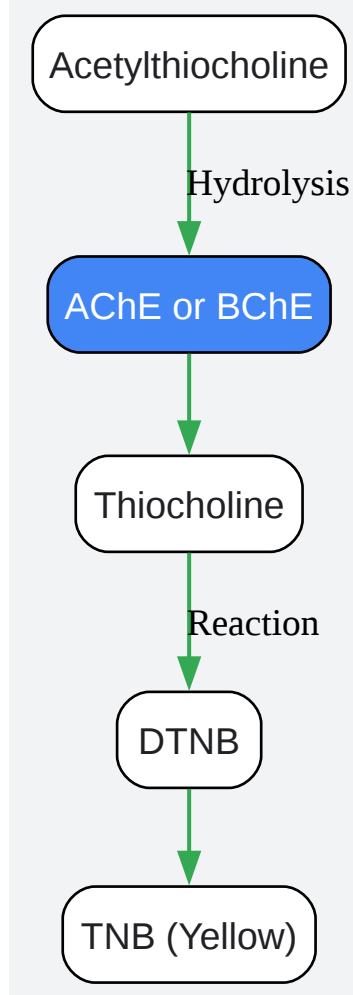 Acetylthiocholine
Hydrolysis
AChE or BChE
Thiocholine
Reaction
DTNB
TNB (Yellow)